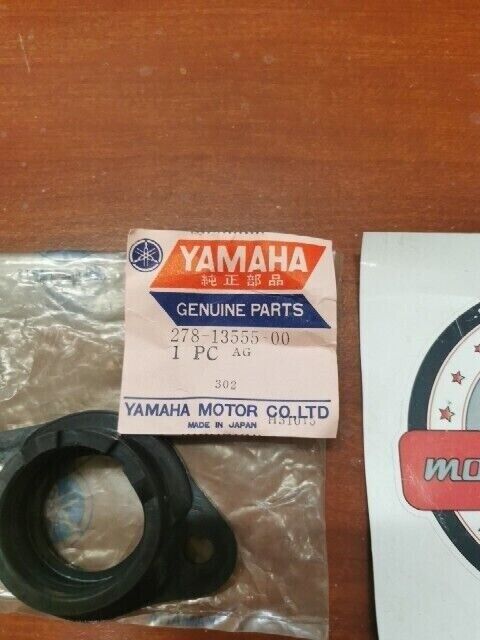 YAMAHA
純正部品
GENUINE PARTS
278-13555-00
1 PC AG
302
YAMAHA MOTOR CO.,LTD
MADE IN JAPAN H31073
mo